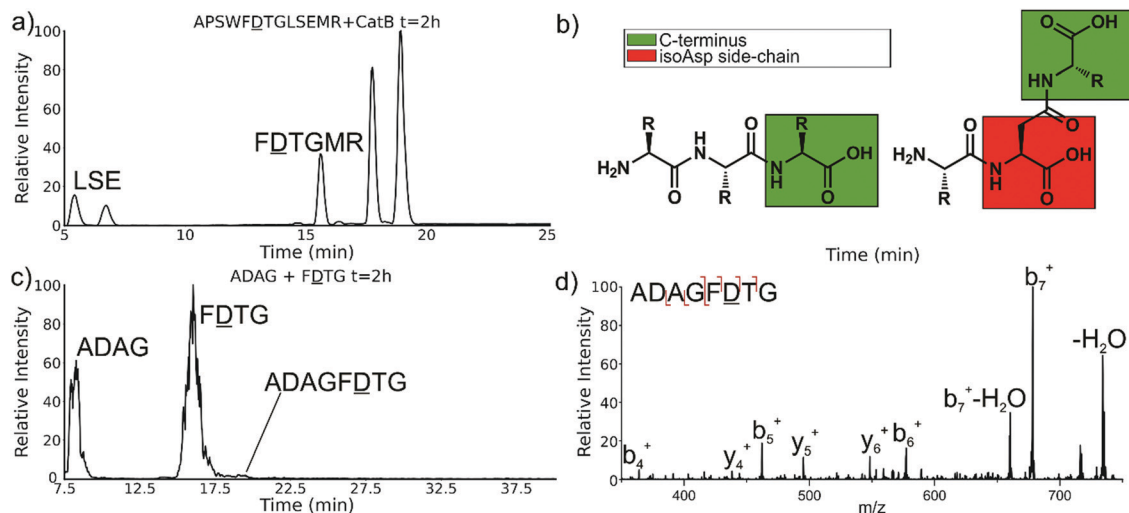 a)
APSWFDTGLSEMR+CatB t=2h
Relative Intensity
100
80
60
40
20
0
LSE
FDTGMR
5
10
15
20
25
Time (min)
b)
C-terminus
isoAsp side-chain
H₂N
R
O
H
N
R
O
N
H
R
OH
O
O
OH
R
NH
O
H₂N
R
O
N
H
OH
O
c)
ADAG + FDTG t=2h
Relative Intensity
100
80
60
40
20
0
ADAG
FDTG
ADAGFDTG
7.5
12.5
17.5
22.5
27.5
32.5
37.5
Time (min)
Time (min)
d)
ADAGFDTG
Relative Intensity
100
80
60
40
20
0
b₄⁺
y₄⁺
b₅⁺
y₅⁺
y₆⁺
b₆⁺
b₇⁺-H₂O
b₇⁺
-H₂O
400
500
600
700
m/z